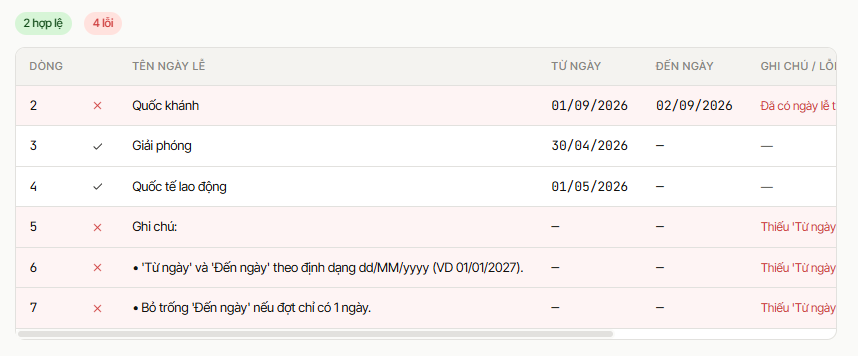 2 hợp lệ 4 lỗi
DÒNG TÊN NGÀY LỄ TỪ NGÀY ĐẾN NGÀY GHI CHÚ / LỖI
2 × Quốc khánh 01/09/2026 02/09/2026 Đã có ngày lễ t
3 ✓ Giải phóng 30/04/2026 — —
4 ✓ Quốc tế lao động 01/05/2026 — —
5 × Ghi chú: — — Thiếu 'Từ ngày
6 × • 'Từ ngày' và 'Đến ngày' theo định dạng dd/MM/yyyy (VD 01/01/2027). — — Thiếu 'Từ ngày
7 × • Bỏ trống 'Đến ngày' nếu đợt chỉ có 1 ngày. — — Thiếu 'Từ ngày